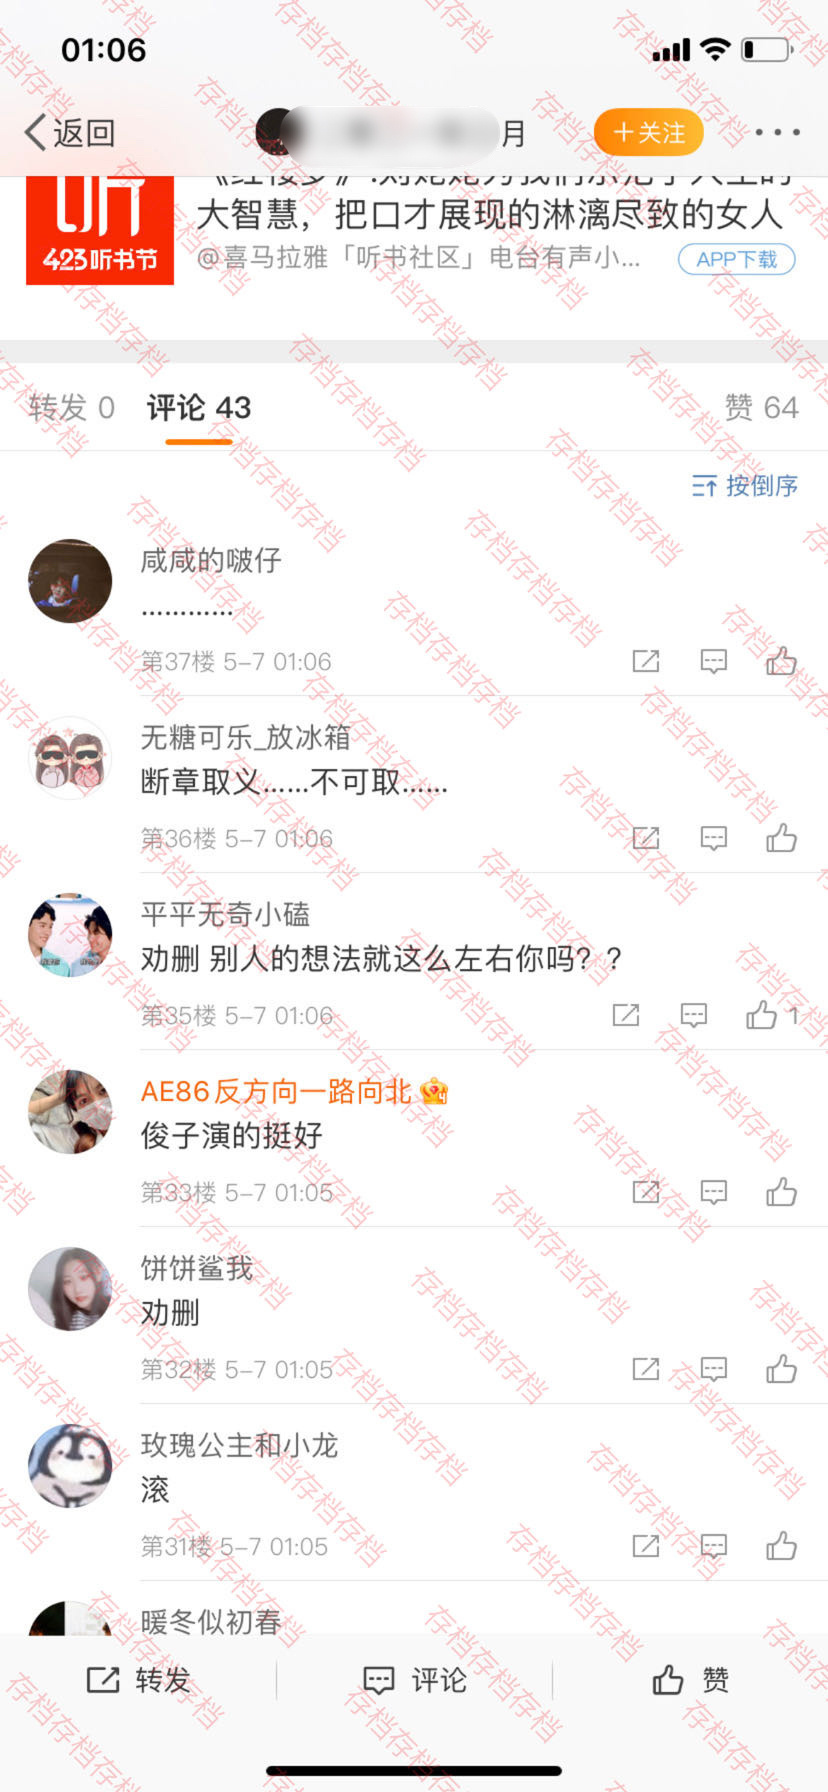 01:06
返回
月
+关注
听
423听书节
大智慧，把口才展现的淋漓尽致的女人
@喜马拉雅「听书社区」电台有声小...
APP下载
转发 0
评论 43
赞 64
按倒序
咸咸的啵仔
…………
第37楼 5-7 01:06
无糖可乐_放冰箱
断章取义……不可取……
第36楼 5-7 01:06
平平无奇小磕
劝删 别人的想法就这么左右你吗？？
第35楼 5-7 01:06
1
AE86反方向一路向北
俊子演的挺好
第33楼 5-7 01:05
饼饼鲨我
劝删
第32楼 5-7 01:05
玫瑰公主和小龙
滚
第31楼 5-7 01:05
暖冬似初春
转发
评论
赞
存档存档存档